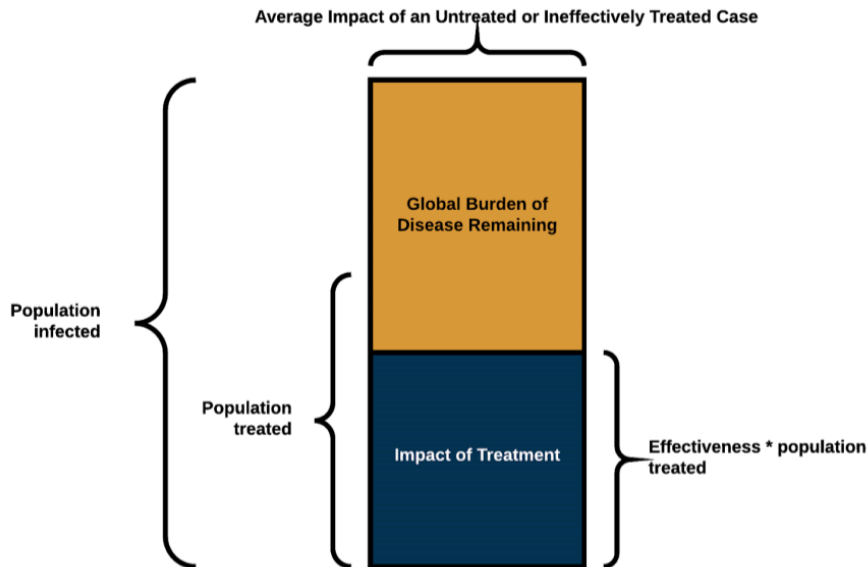 Average Impact of an Untreated or Ineffectively Treated Case
Global Burden of
Disease Remaining
Population
infected
Population
treated
Impact of Treatment
Effectiveness * population
treated